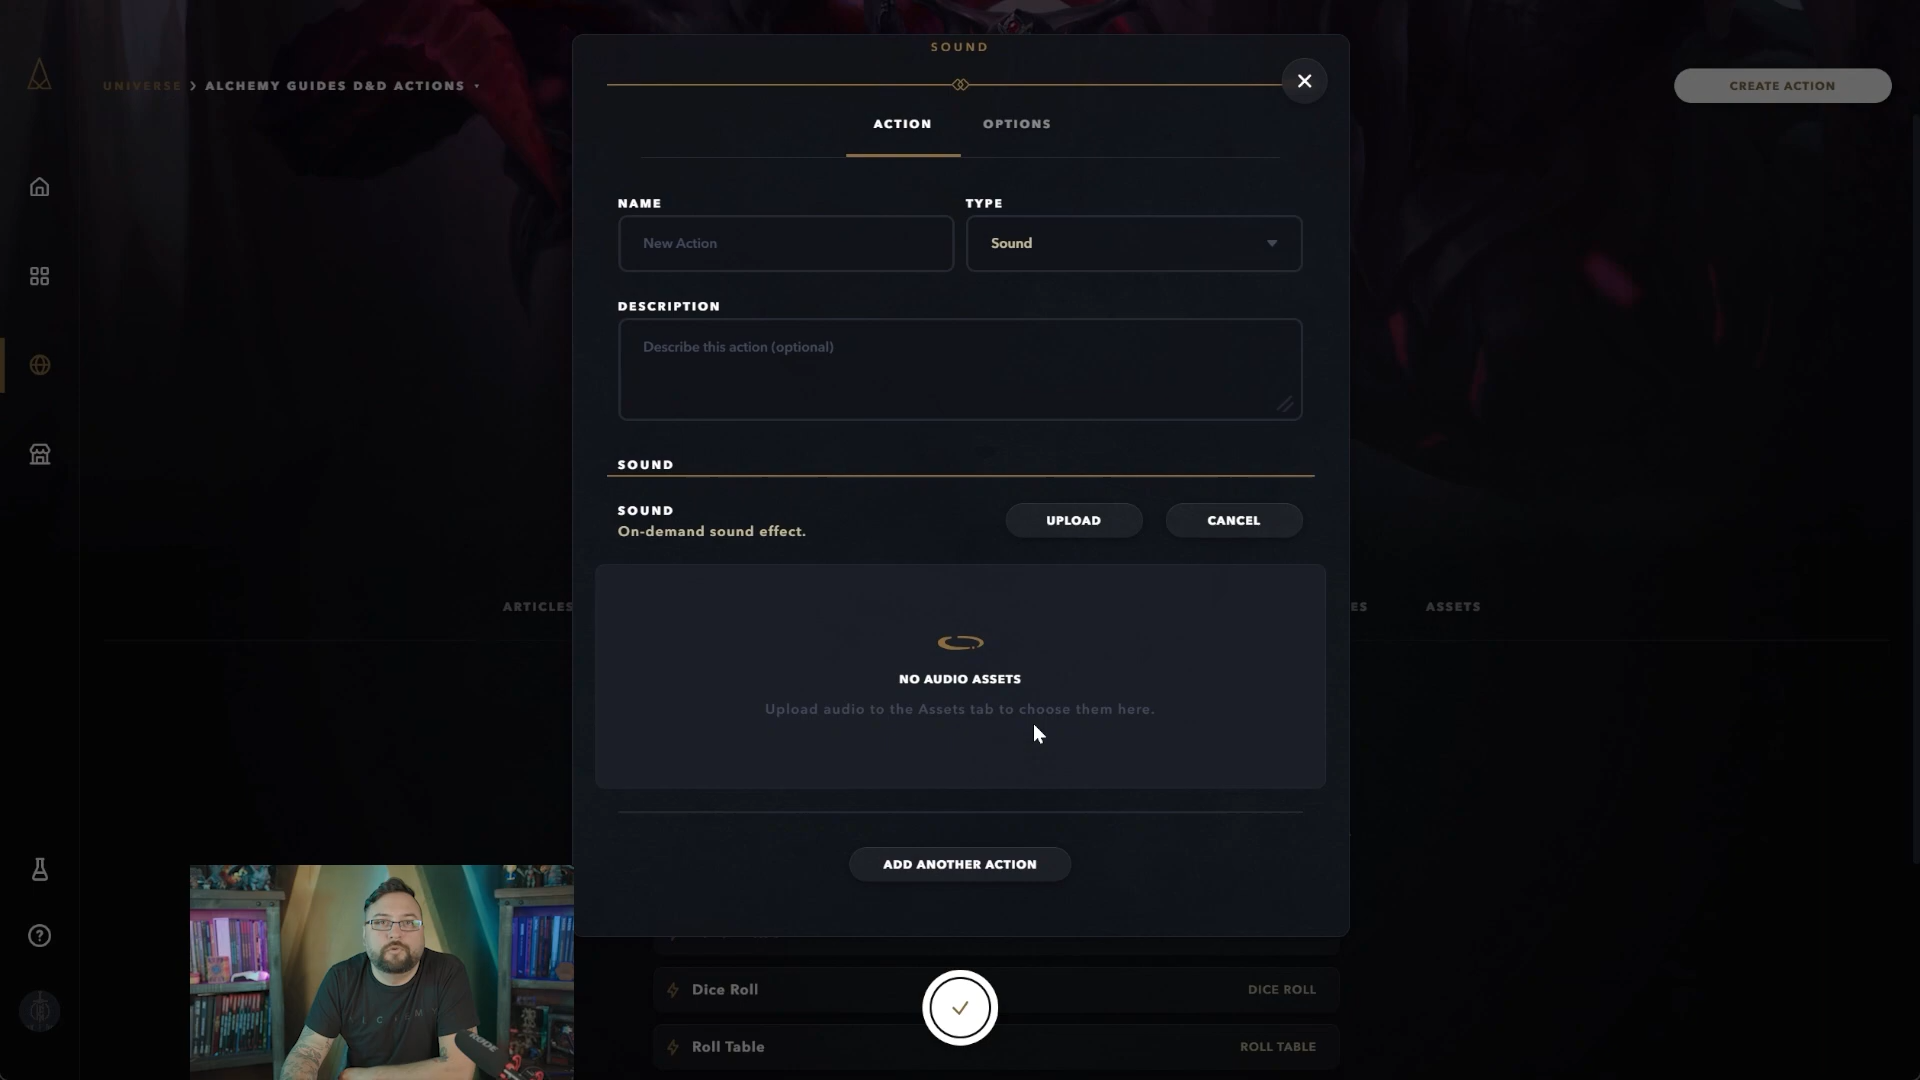 SOUND
UNIVERSE > ALCHEMY GUIDES D&D ACTIONS
CREATE ACTION
ACTION
OPTIONS
NAME
TYPE
New Action
Sound
DESCRIPTION
Describe this action (optional)
SOUND
SOUND
On-demand sound effect.
UPLOAD
CANCEL
ARTICLES
ES
ASSETS
NO AUDIO ASSETS
Upload audio to the Assets tab to choose them here.
ADD ANOTHER ACTION
Dice Roll
DICE ROLL
Roll Table
ROLL TABLE
RODE